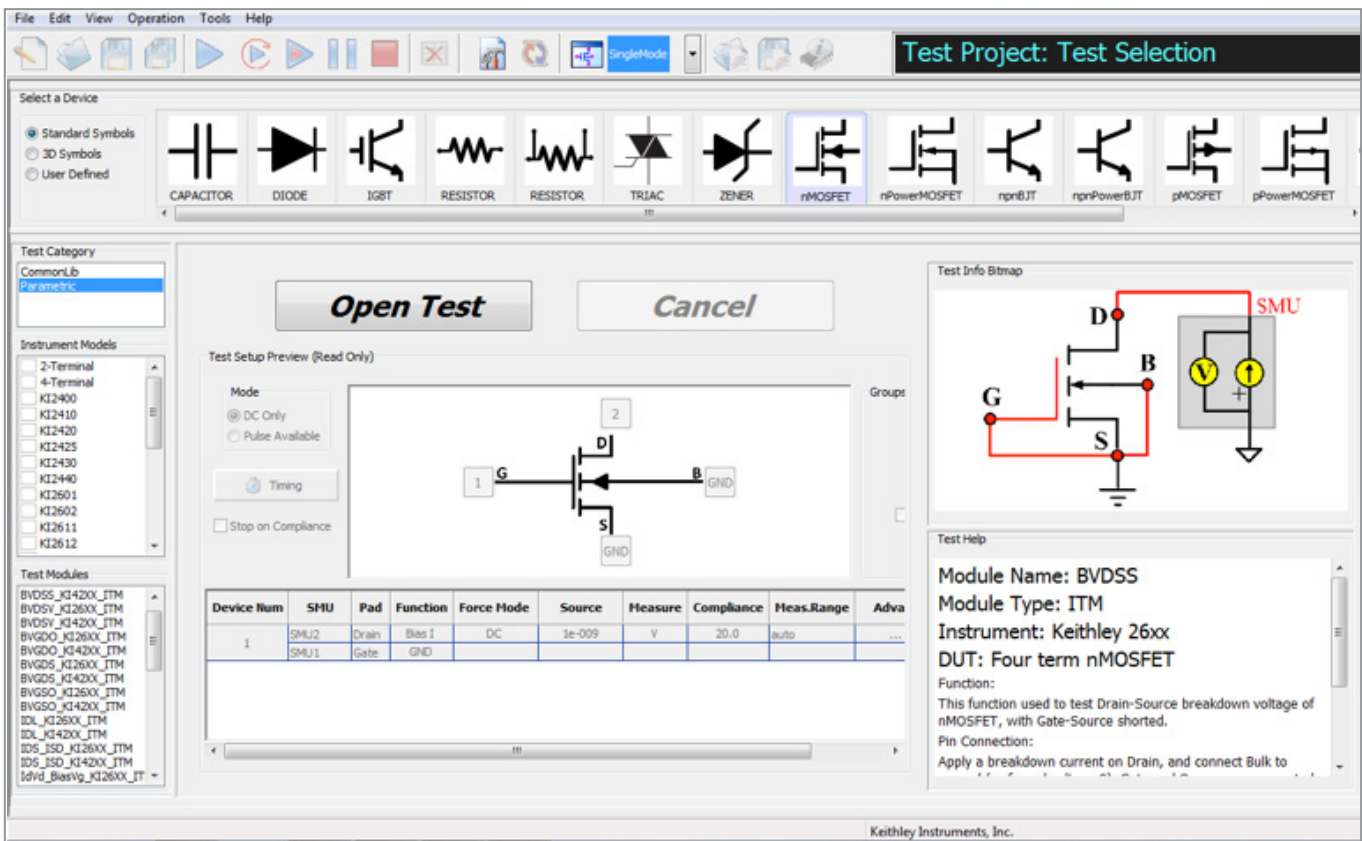 File Edit View Operation Tools Help
SingleMode
Test Project: Test Selection
Select a Device
Standard Symbols
3D Symbols
User Defined
CAPACITOR DIODE IGBT RESISTOR RESISTOR TRIAC ZENER nMOSFET nPowerMOSFET npnBJT npnPowerBJT pMOSFET pPowerMOSFET
Test Category
CommonLib
Parametric
Instrument Models
2-Terminal
4-Terminal
KI2400
KI2410
KI2420
KI2425
KI2430
KI2440
KI2601
KI2602
KI2611
KI2612
Test Modules
BVDSS_KI42XX_ITM
BVDSV_KI26XX_ITM
BVDSV_KI42XX_ITM
BVGDO_KI26XX_ITM
BVGDO_KI42XX_ITM
BVGDS_KI26XX_ITM
BVGDS_KI42XX_ITM
BVGSO_KI26XX_ITM
BVGSO_KI42XX_ITM
IDL_KI26XX_ITM
IDL_KI42XX_ITM
IDS_ISD_KI26XX_ITM
IDS_ISD_KI42XX_ITM
IdVd_BiasVg_KI26XX_IT
Open Test
Cancel
Test Setup Preview (Read Only)
Mode
DC Only
Pulse Available
Timing
Stop on Compliance
2
D
1 G B GND
S
GND
Groups
Device Num SMU Pad Function Force Mode Source Measure Compliance Meas.Range Adva
1 SMU2 Drain Bias I DC 1e-009 V 20.0 auto ...
SMU1 Gate GND
Test Info Bitmap
SMU
D
B
V
G
+
S
Test Help
Module Name: BVDSS
Module Type: ITM
Instrument: Keithley 26xx
DUT: Four term nMOSFET
Function:
This function used to test Drain-Source breakdown voltage of
nMOSFET, with Gate-Source shorted.
Pin Connection:
Apply a breakdown current on Drain, and connect Bulk to
Keithley Instruments, Inc.